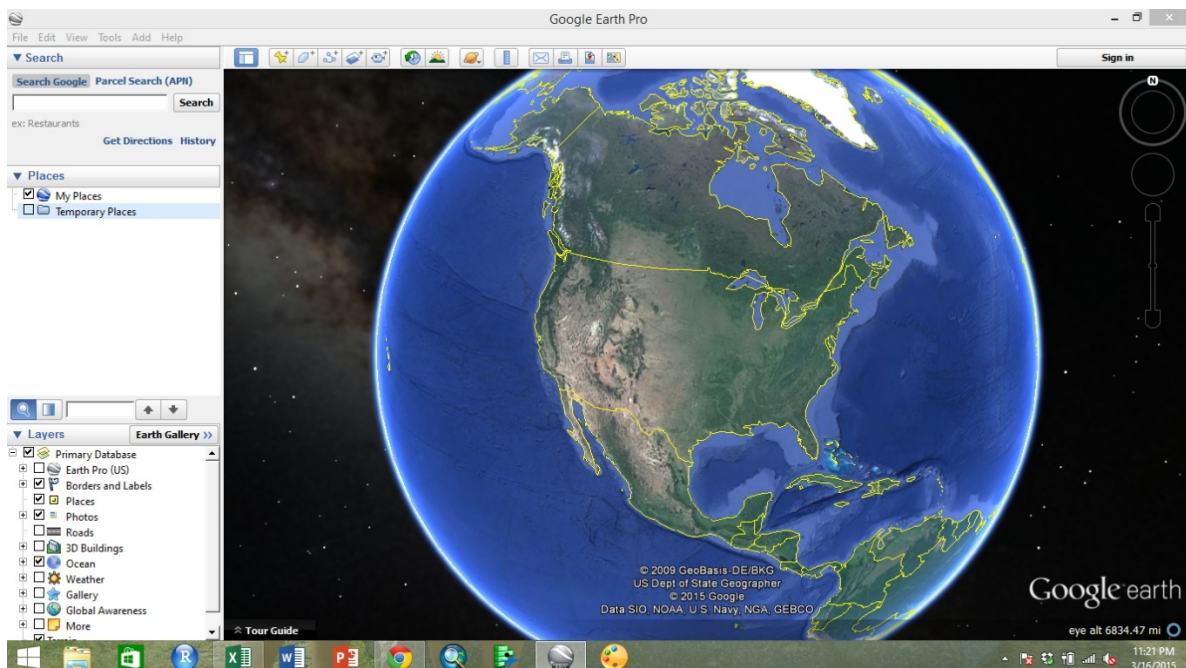 Google Earth Pro
File Edit View Tools Add Help
▼ Search
Search Google Parcel Search (APN)
Search
ex: Restaurants
Get Directions History
▼ Places
My Places
Temporary Places
▼ Layers
Earth Gallery >>
Primary Database
Earth Pro (US)
Borders and Labels
Places
Photos
Roads
3D Buildings
Ocean
Weather
Gallery
Global Awareness
More
Terrain
Sign in
N
© 2009 GeoBasis-DE/BKG
US Dept of State Geographer
© 2015 Google
Data SIO, NOAA, U.S. Navy, NGA, GEBCO
Google earth
Tour Guide
eye alt 6834.47 mi
11:21 PM
3/16/2015